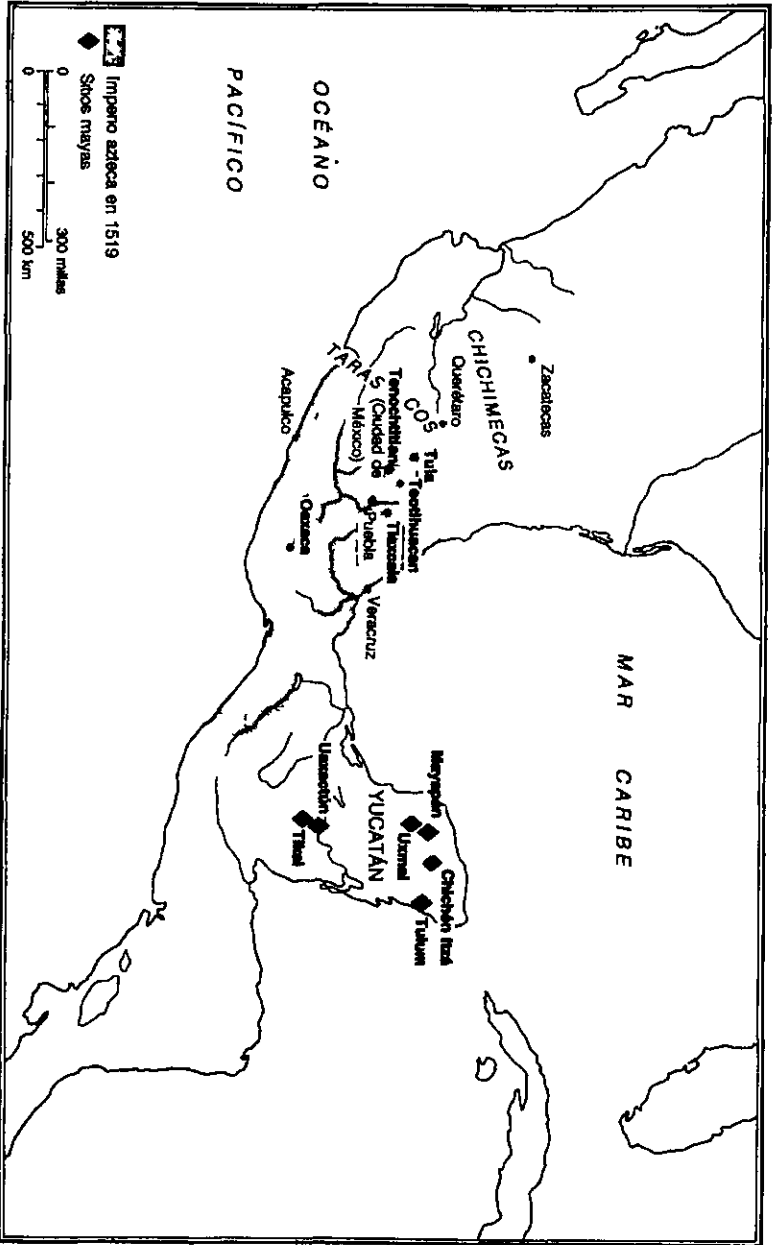 MAR CARIBE
OCÉANO
PACÍFICO
Zacatecas
CHICHIMECAS
Querétaro
TARASCOS
Tula
Teotihuacan
Tenochtitlan
(Ciudad de
México)
Tlaxcala
Puebla
Veracruz
Acapulco
Oaxaca
Mayapán
Chichén Itzá
Uxmal
Tulum
YUCATÁN
Uaxactún
Tikal
Imperio azteca en 1519
Sitios mayas
0 300 millas
0 500 km